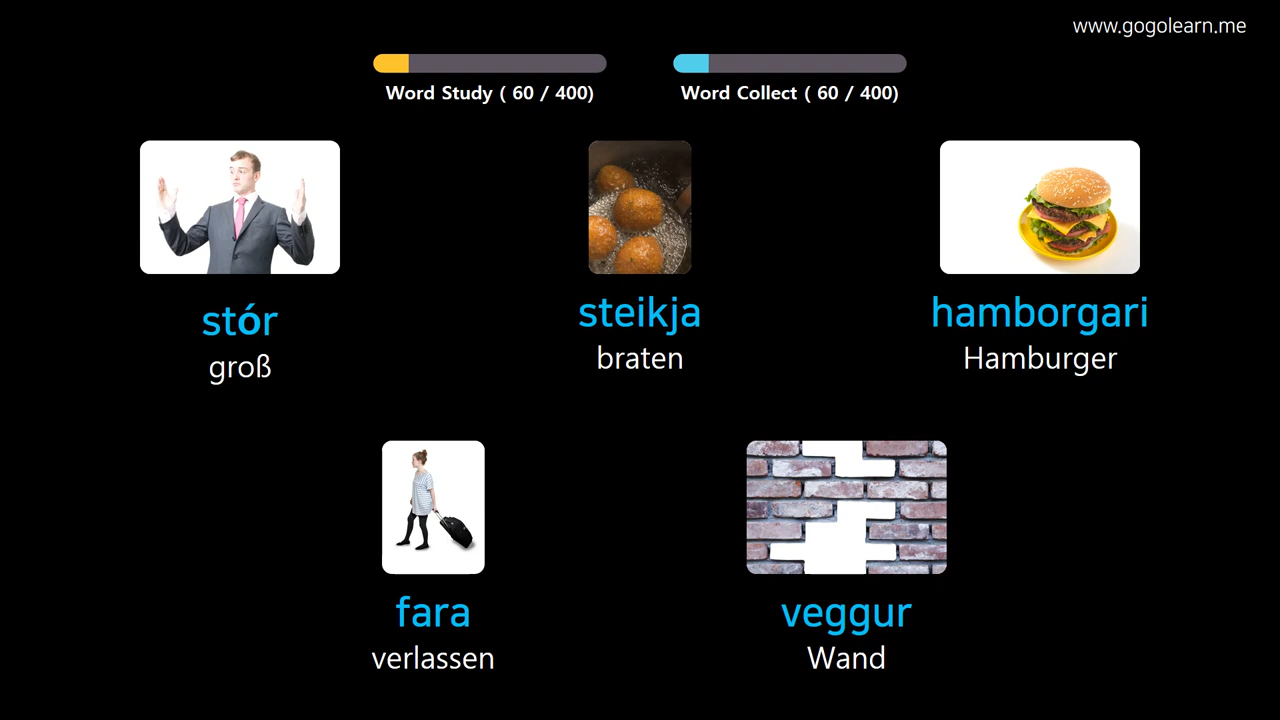 www.gogolearn.me
Word Study ( 60 / 400)
Word Collect ( 60 / 400)
stór
groß
steikja
braten
hamborgari
Hamburger
fara
verlassen
veggur
Wand